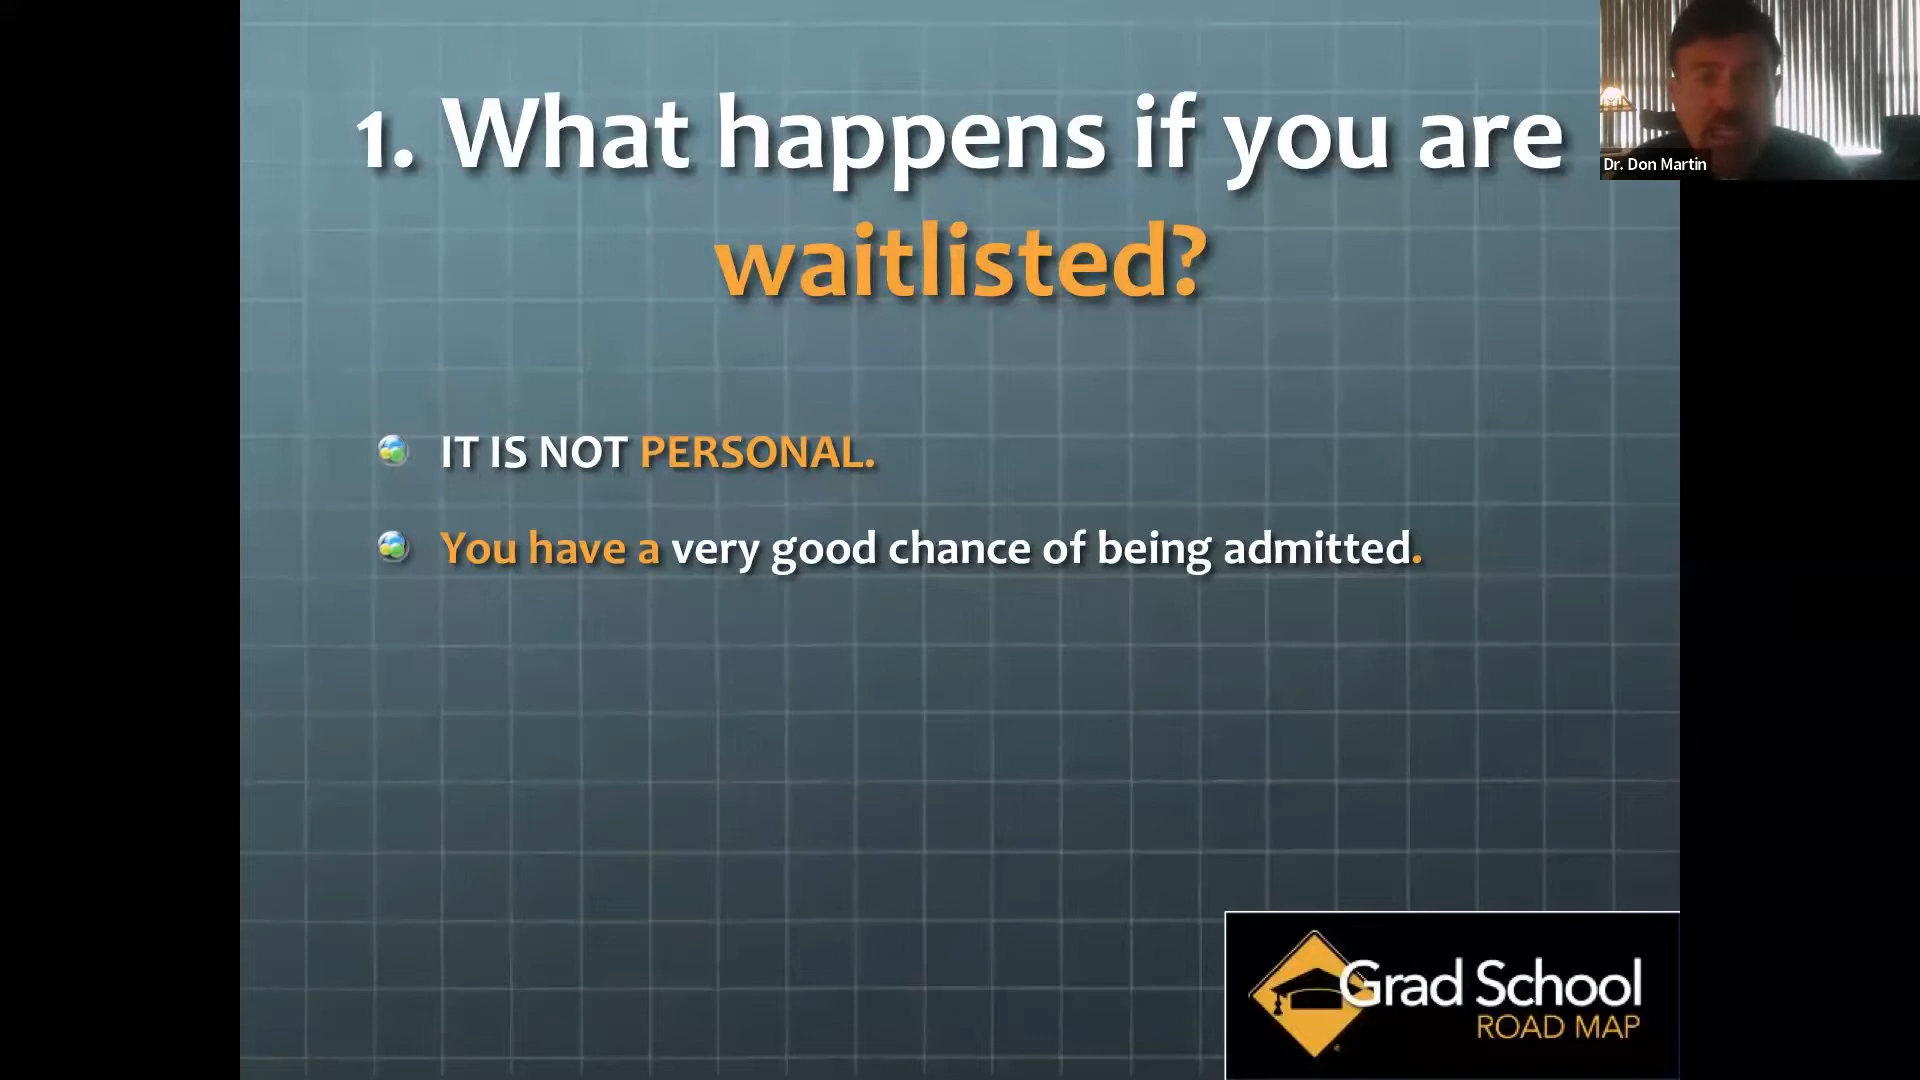 1. What happens if you are
waitlisted?
Dr. Don Martin
IT IS NOT PERSONAL.
You have a very good chance of being admitted.
Grad School
ROAD MAP